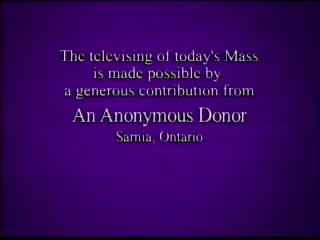 The televising of today's Mass
is made possible by
a generous contribution from
An Anonymous Donor
Sarnia, Ontario